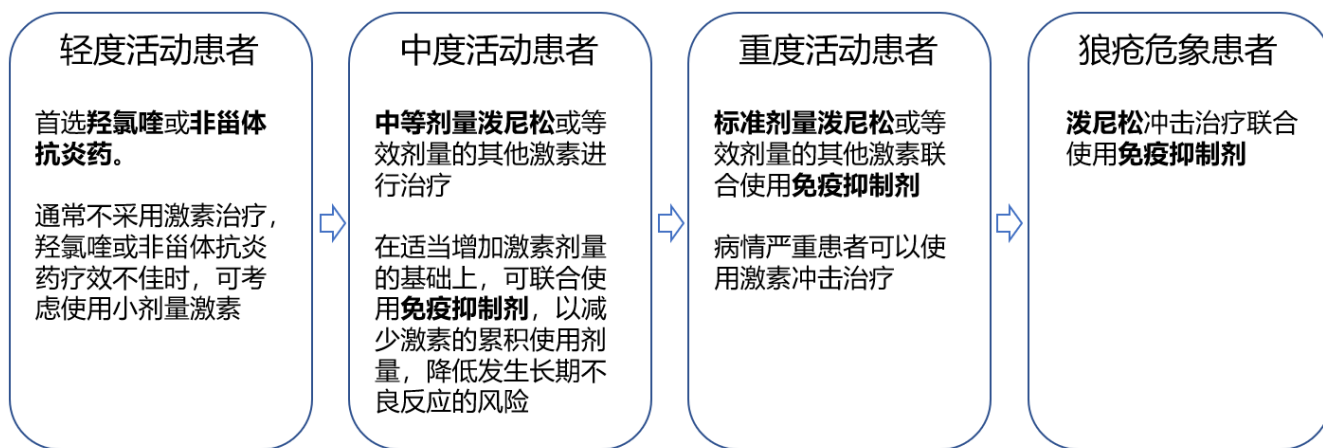 轻度活动患者
首选羟氯喹或非甾体
抗炎药。
通常不采用激素治疗，
羟氯喹或非甾体抗炎
药疗效不佳时，可考
虑使用小剂量激素
中度活动患者
中等剂量泼尼松或等
效剂量的其他激素进
行治疗
在适当增加激素剂量
的基础上，可联合使
用免疫抑制剂，以减
少激素的累积使用剂
量，降低发生长期不
良反应的风险
重度活动患者
标准剂量泼尼松或等
效剂量的其他激素联
合使用免疫抑制剂
病情严重患者可以使
用激素冲击治疗
狼疮危象患者
泼尼松冲击治疗联合
使用免疫抑制剂